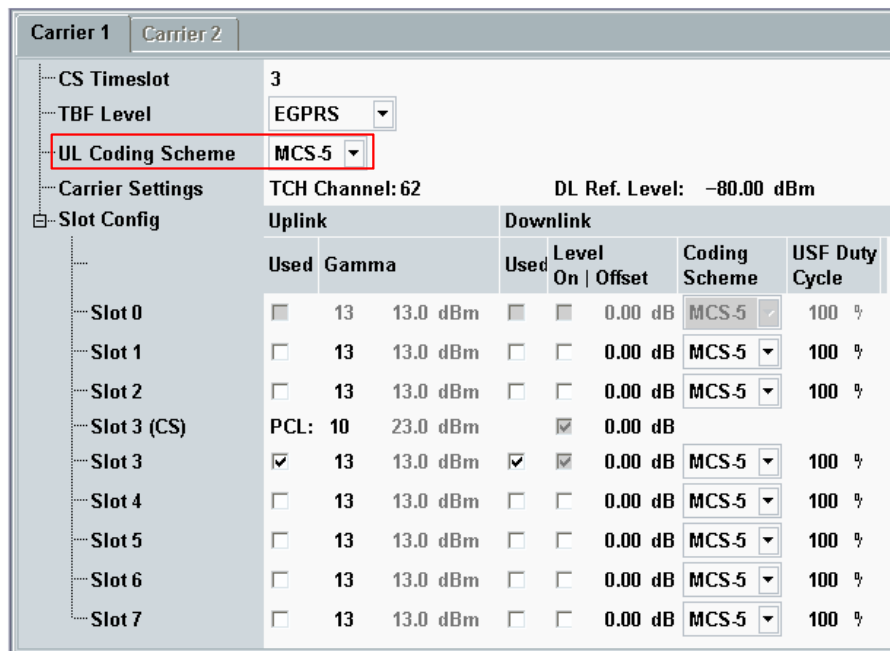 Carrier 1 Carrier 2
CS Timeslot 3
TBF Level EGPRS
UL Coding Scheme MCS-5
Carrier Settings TCH Channel: 62 DL Ref. Level: -80.00 dBm
Slot Config Uplink Downlink
Used Gamma Used Level On | Offset Coding Scheme USF Duty Cycle
Slot 0 13 13.0 dBm 0.00 dB MCS-5 100
Slot 1 13 13.0 dBm 0.00 dB MCS-5 100
Slot 2 13 13.0 dBm 0.00 dB MCS-5 100
Slot 3 (CS) PCL: 10 23.0 dBm 0.00 dB
Slot 3 13 13.0 dBm 0.00 dB MCS-5 100
Slot 4 13 13.0 dBm 0.00 dB MCS-5 100
Slot 5 13 13.0 dBm 0.00 dB MCS-5 100
Slot 6 13 13.0 dBm 0.00 dB MCS-5 100
Slot 7 13 13.0 dBm 0.00 dB MCS-5 100